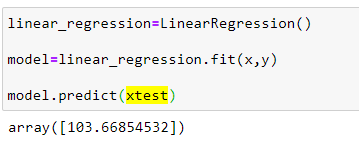 linear_regression=LinearRegression()
model=linear_regression.fit(x,y)
model.predict(xtest)
array([103.66854532])